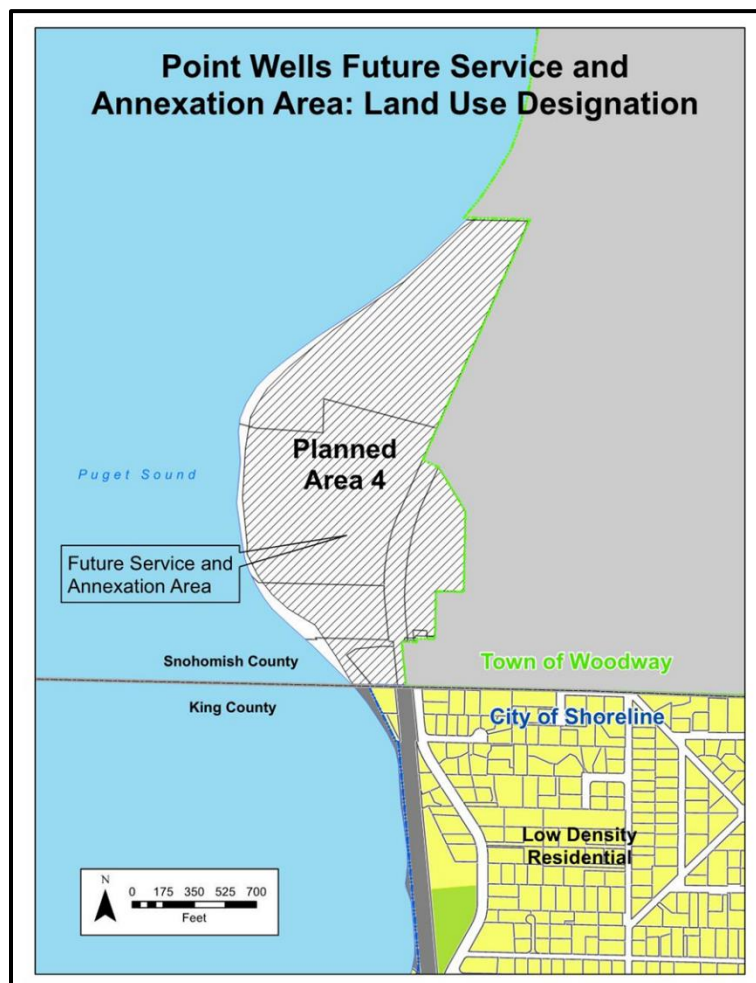 Point Wells Future Service and
Annexation Area: Land Use Designation
Planned
Area 4
Puget Sound
Future Service and
Annexation Area
Snohomish County
Town of Woodway
King County
City of Shoreline
Low Density
Residential
N
0 175 350 525 700
Feet